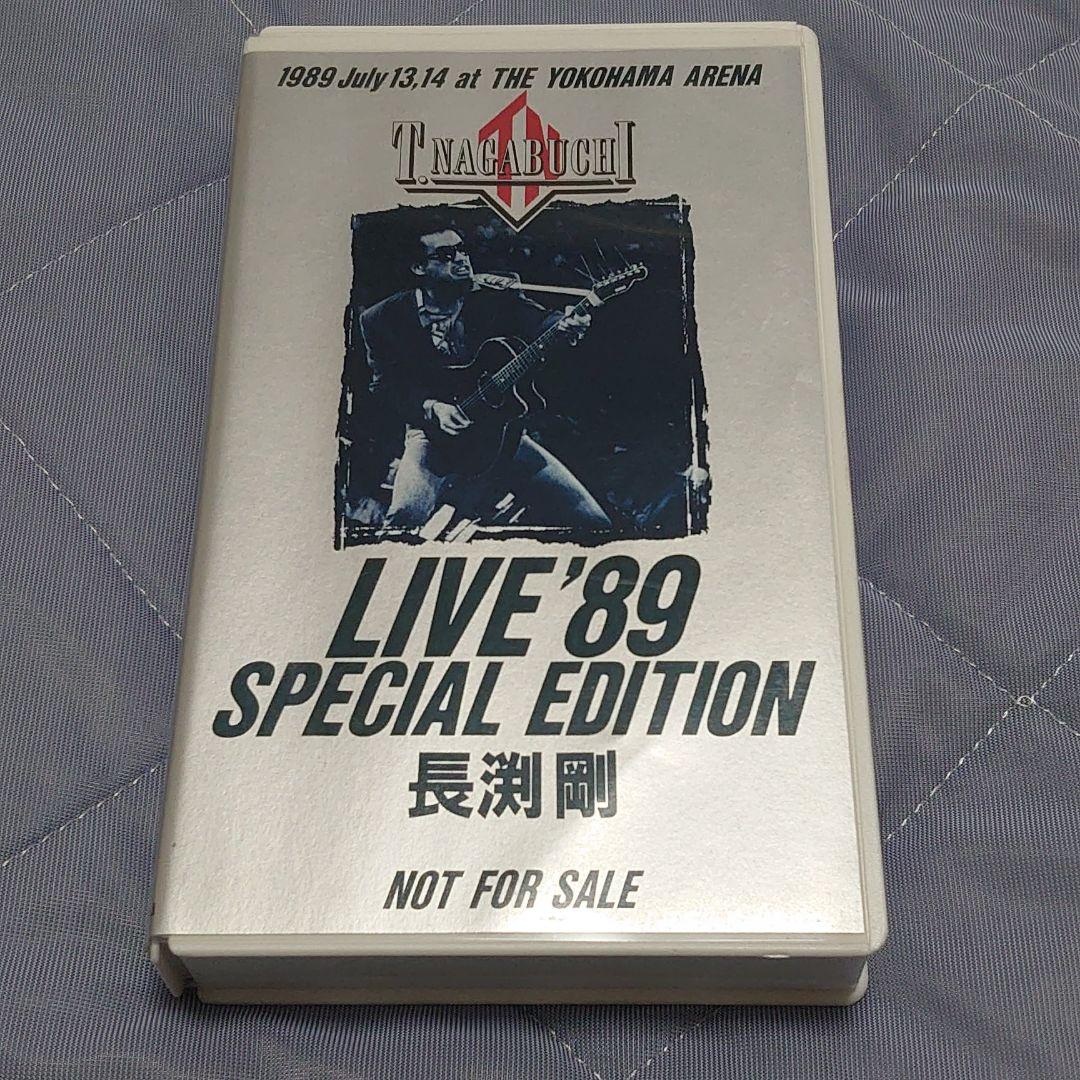 1989 July 13,14 at THE YOKOHAMA ARENA
TN
T.NAGABUCHI
LIVE'89
SPECIAL EDITION
長渕 剛
NOT FOR SALE